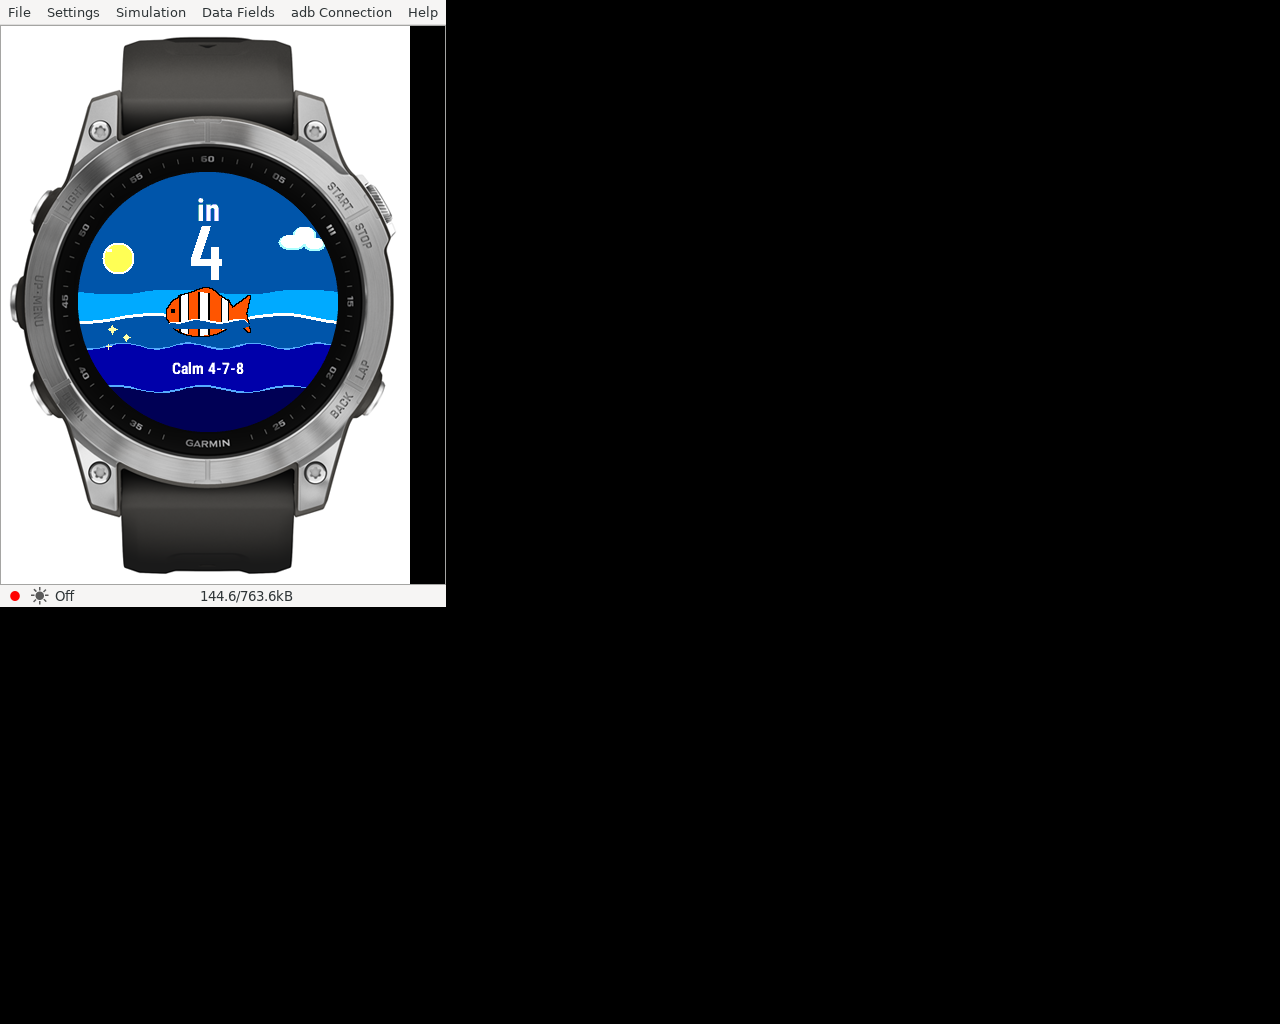 File Settings Simulation Data Fields adb Connection Help
60
55 05
LIGHT START
50 STOP
in
4
UP·MENU 45 15
Calm 4-7-8
40 20 LAP
DOWN BACK
35 25
GARMIN
Off 144.6/763.6kB